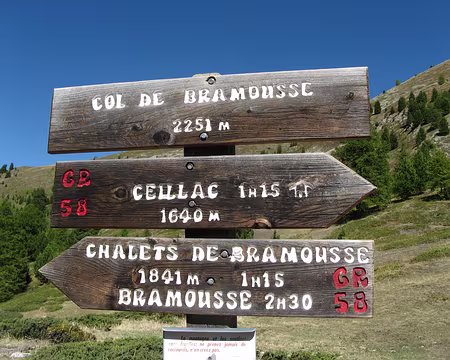 COL DE BRAMOUSSE
2251 M
GR
58
CEILLAC 1H15
1640 M
CHALETS DE BRAMOUSSE
1841 M 1H15
BRAMOUSSE 2H30
GR
58